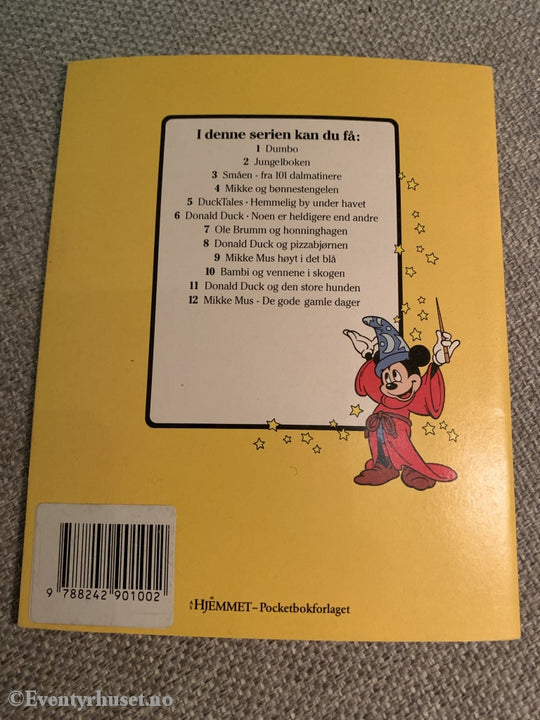 I denne serien kan du få:
1 Dumbo
2 Jungelboken
3 Småen - fra 101 dalmatinere
4 Mikke og bønnestengelen
5 DuckTales · Hemmelig by under havet
6 Donald Duck · Noen er heldigere end andre
7 Ole Brumm og honninghagen
8 Donald Duck og pizzabjørnen
9 Mikke Mus høyt i det blå
10 Bambi og vennene i skogen
11 Donald Duck og den store hunden
12 Mikke Mus - De gode gamle dager
9 788242 901002
A/S HJEMMET – Pocketbokforlaget
©Eventyrhuset.no